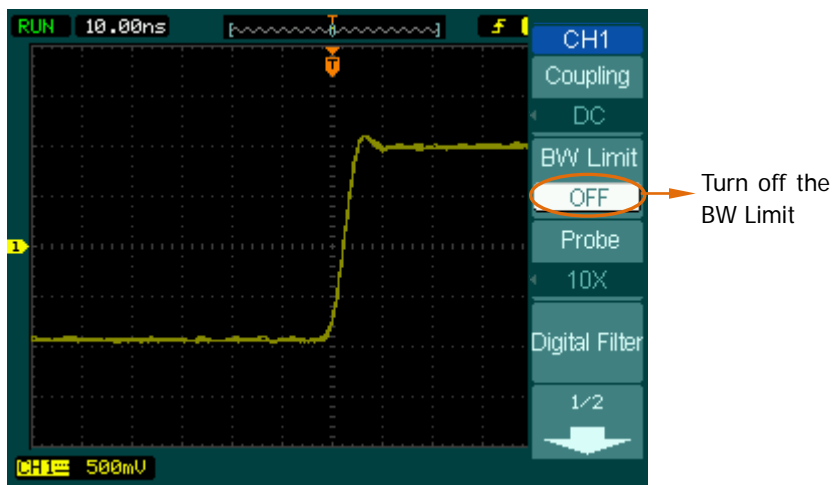 RUN 10.00ns
T
CH1
T
Coupling
DC
BW Limit
OFF
Turn off the
BW Limit
Probe
1
10X
Digital Filter
1/2
CH1 500mV